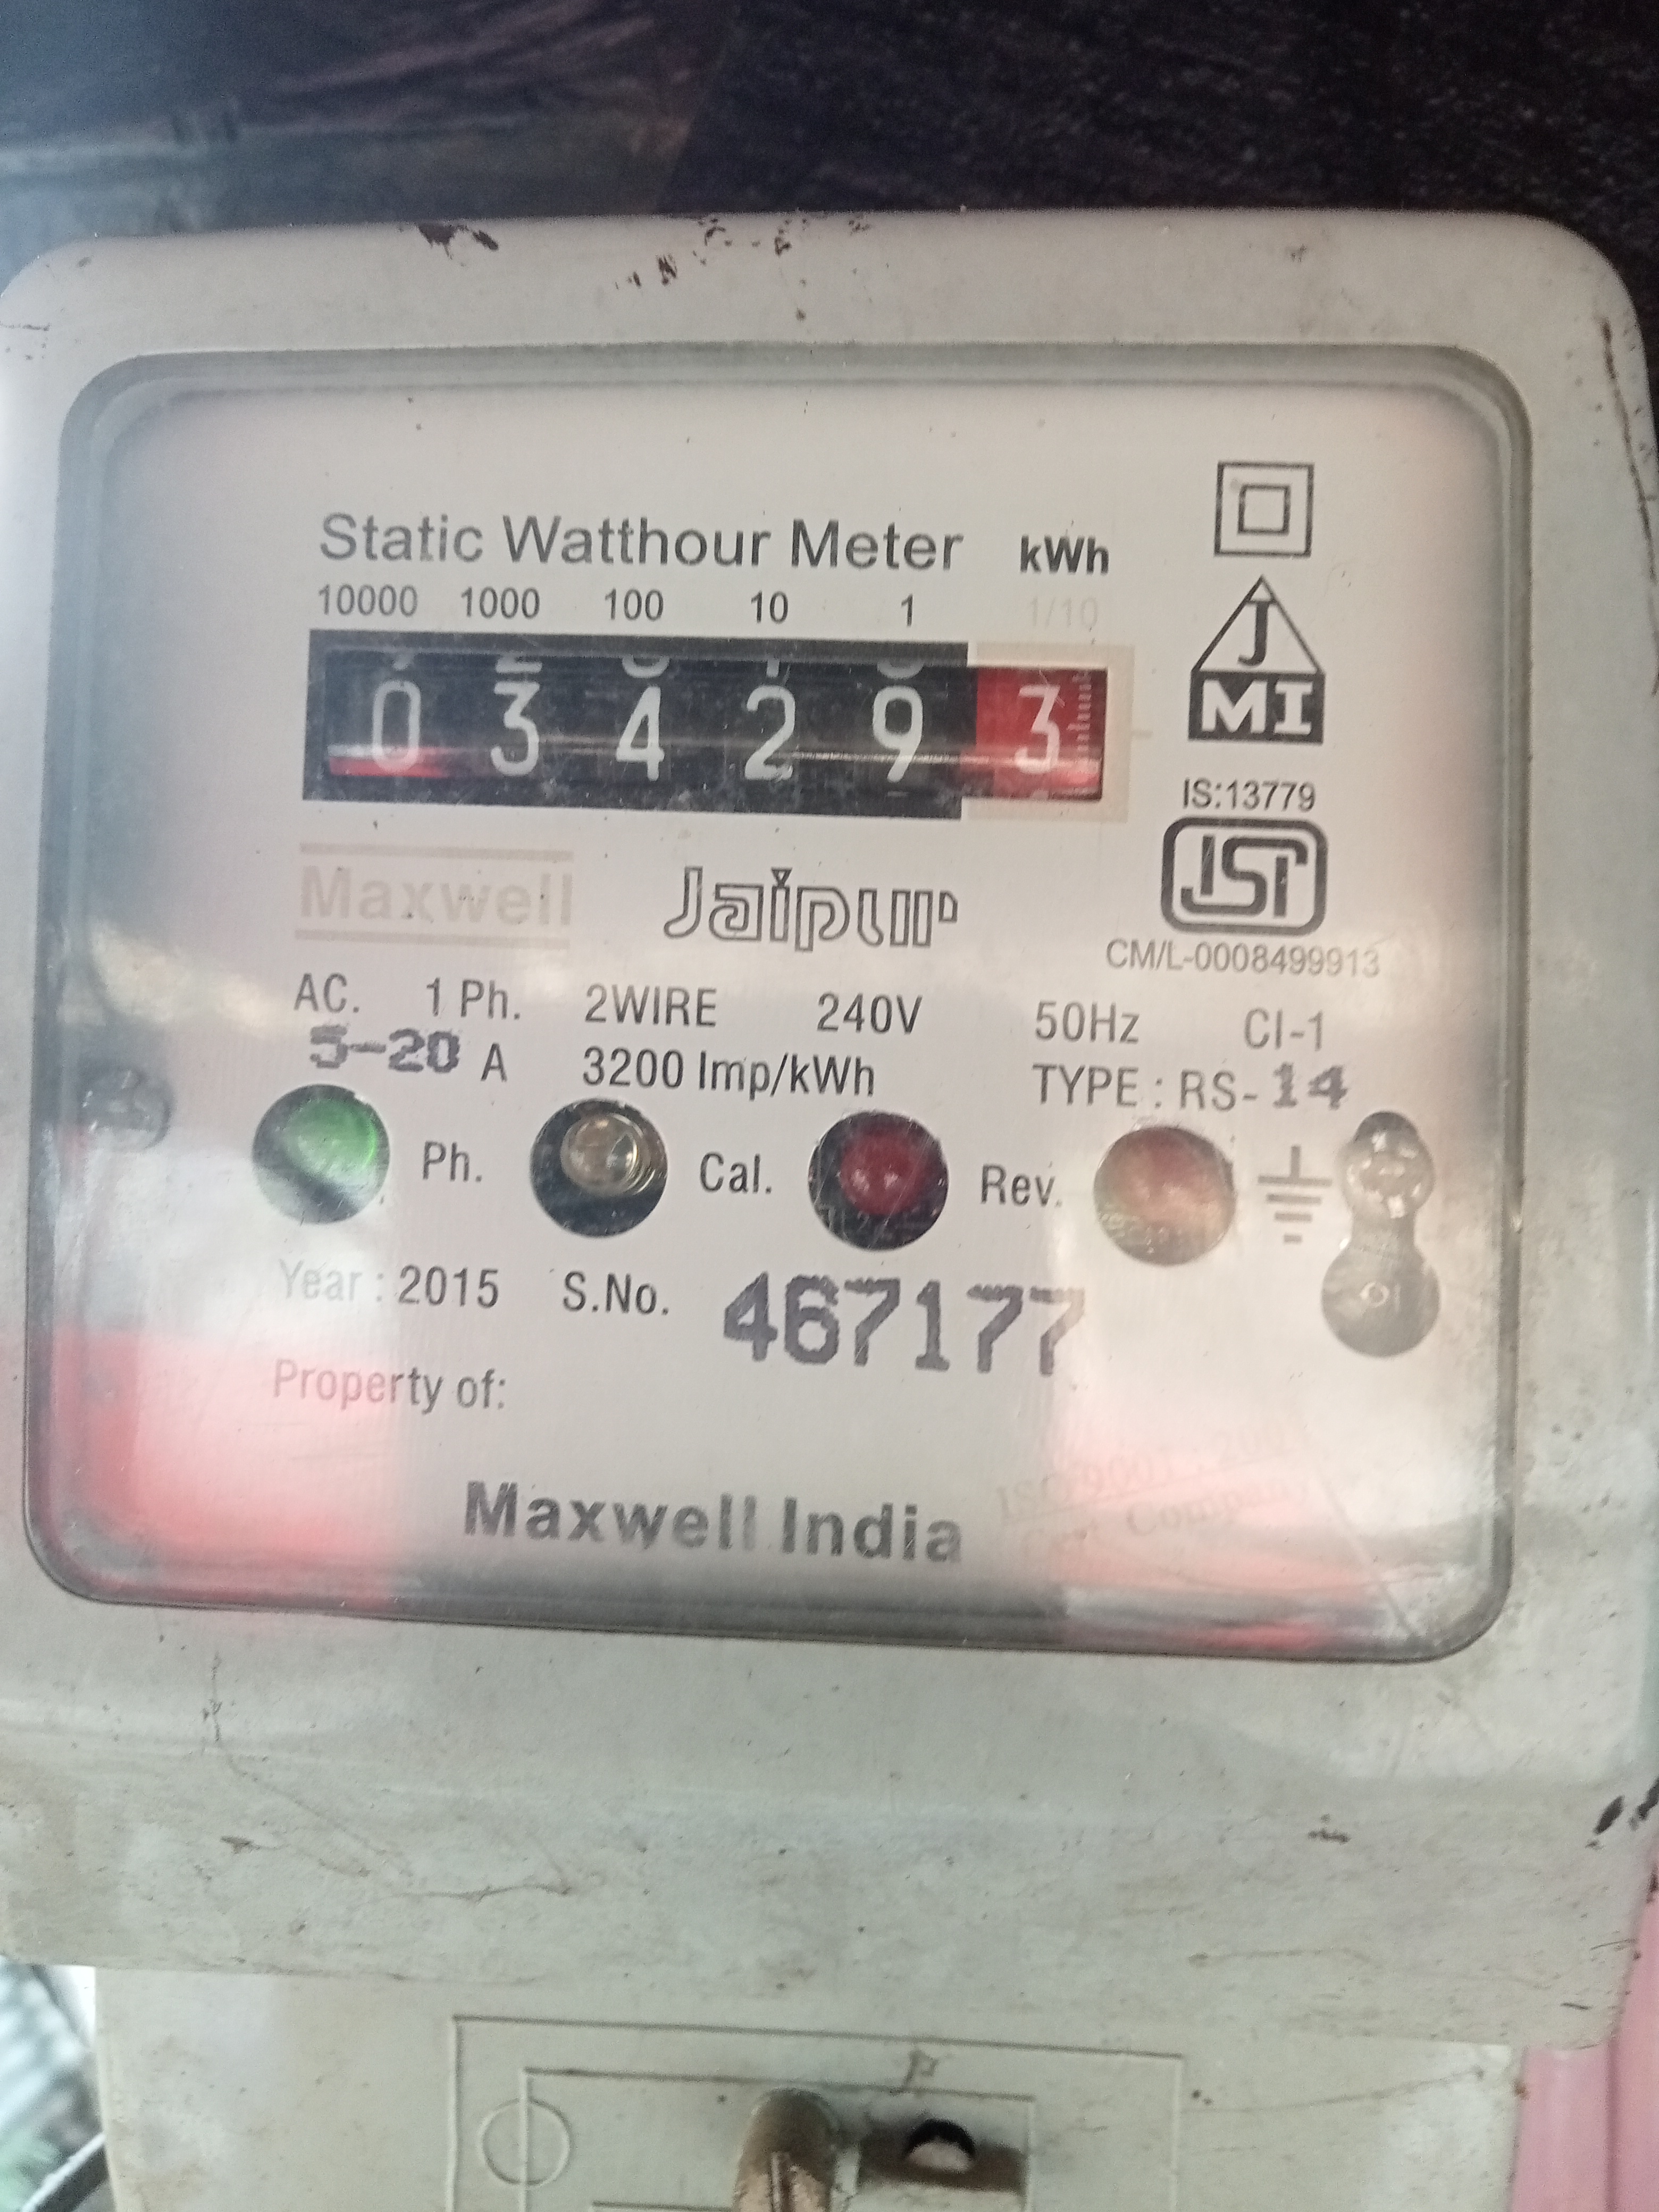 Static Watthour Meter kWh
10000 1000 100 10 1 1/10
0 3 4 2 9 3
J
MI
IS:13779
ISI
Maxwell Jaipur
CM/L-0008499913
AC. 1 Ph. 2WIRE 240V 50Hz Cl-1
5-20 A 3200 Imp/kWh TYPE : RS-14
Ph. Cal. Rev.
Year : 2015 S.No. 467177
Property of:
Maxwell India